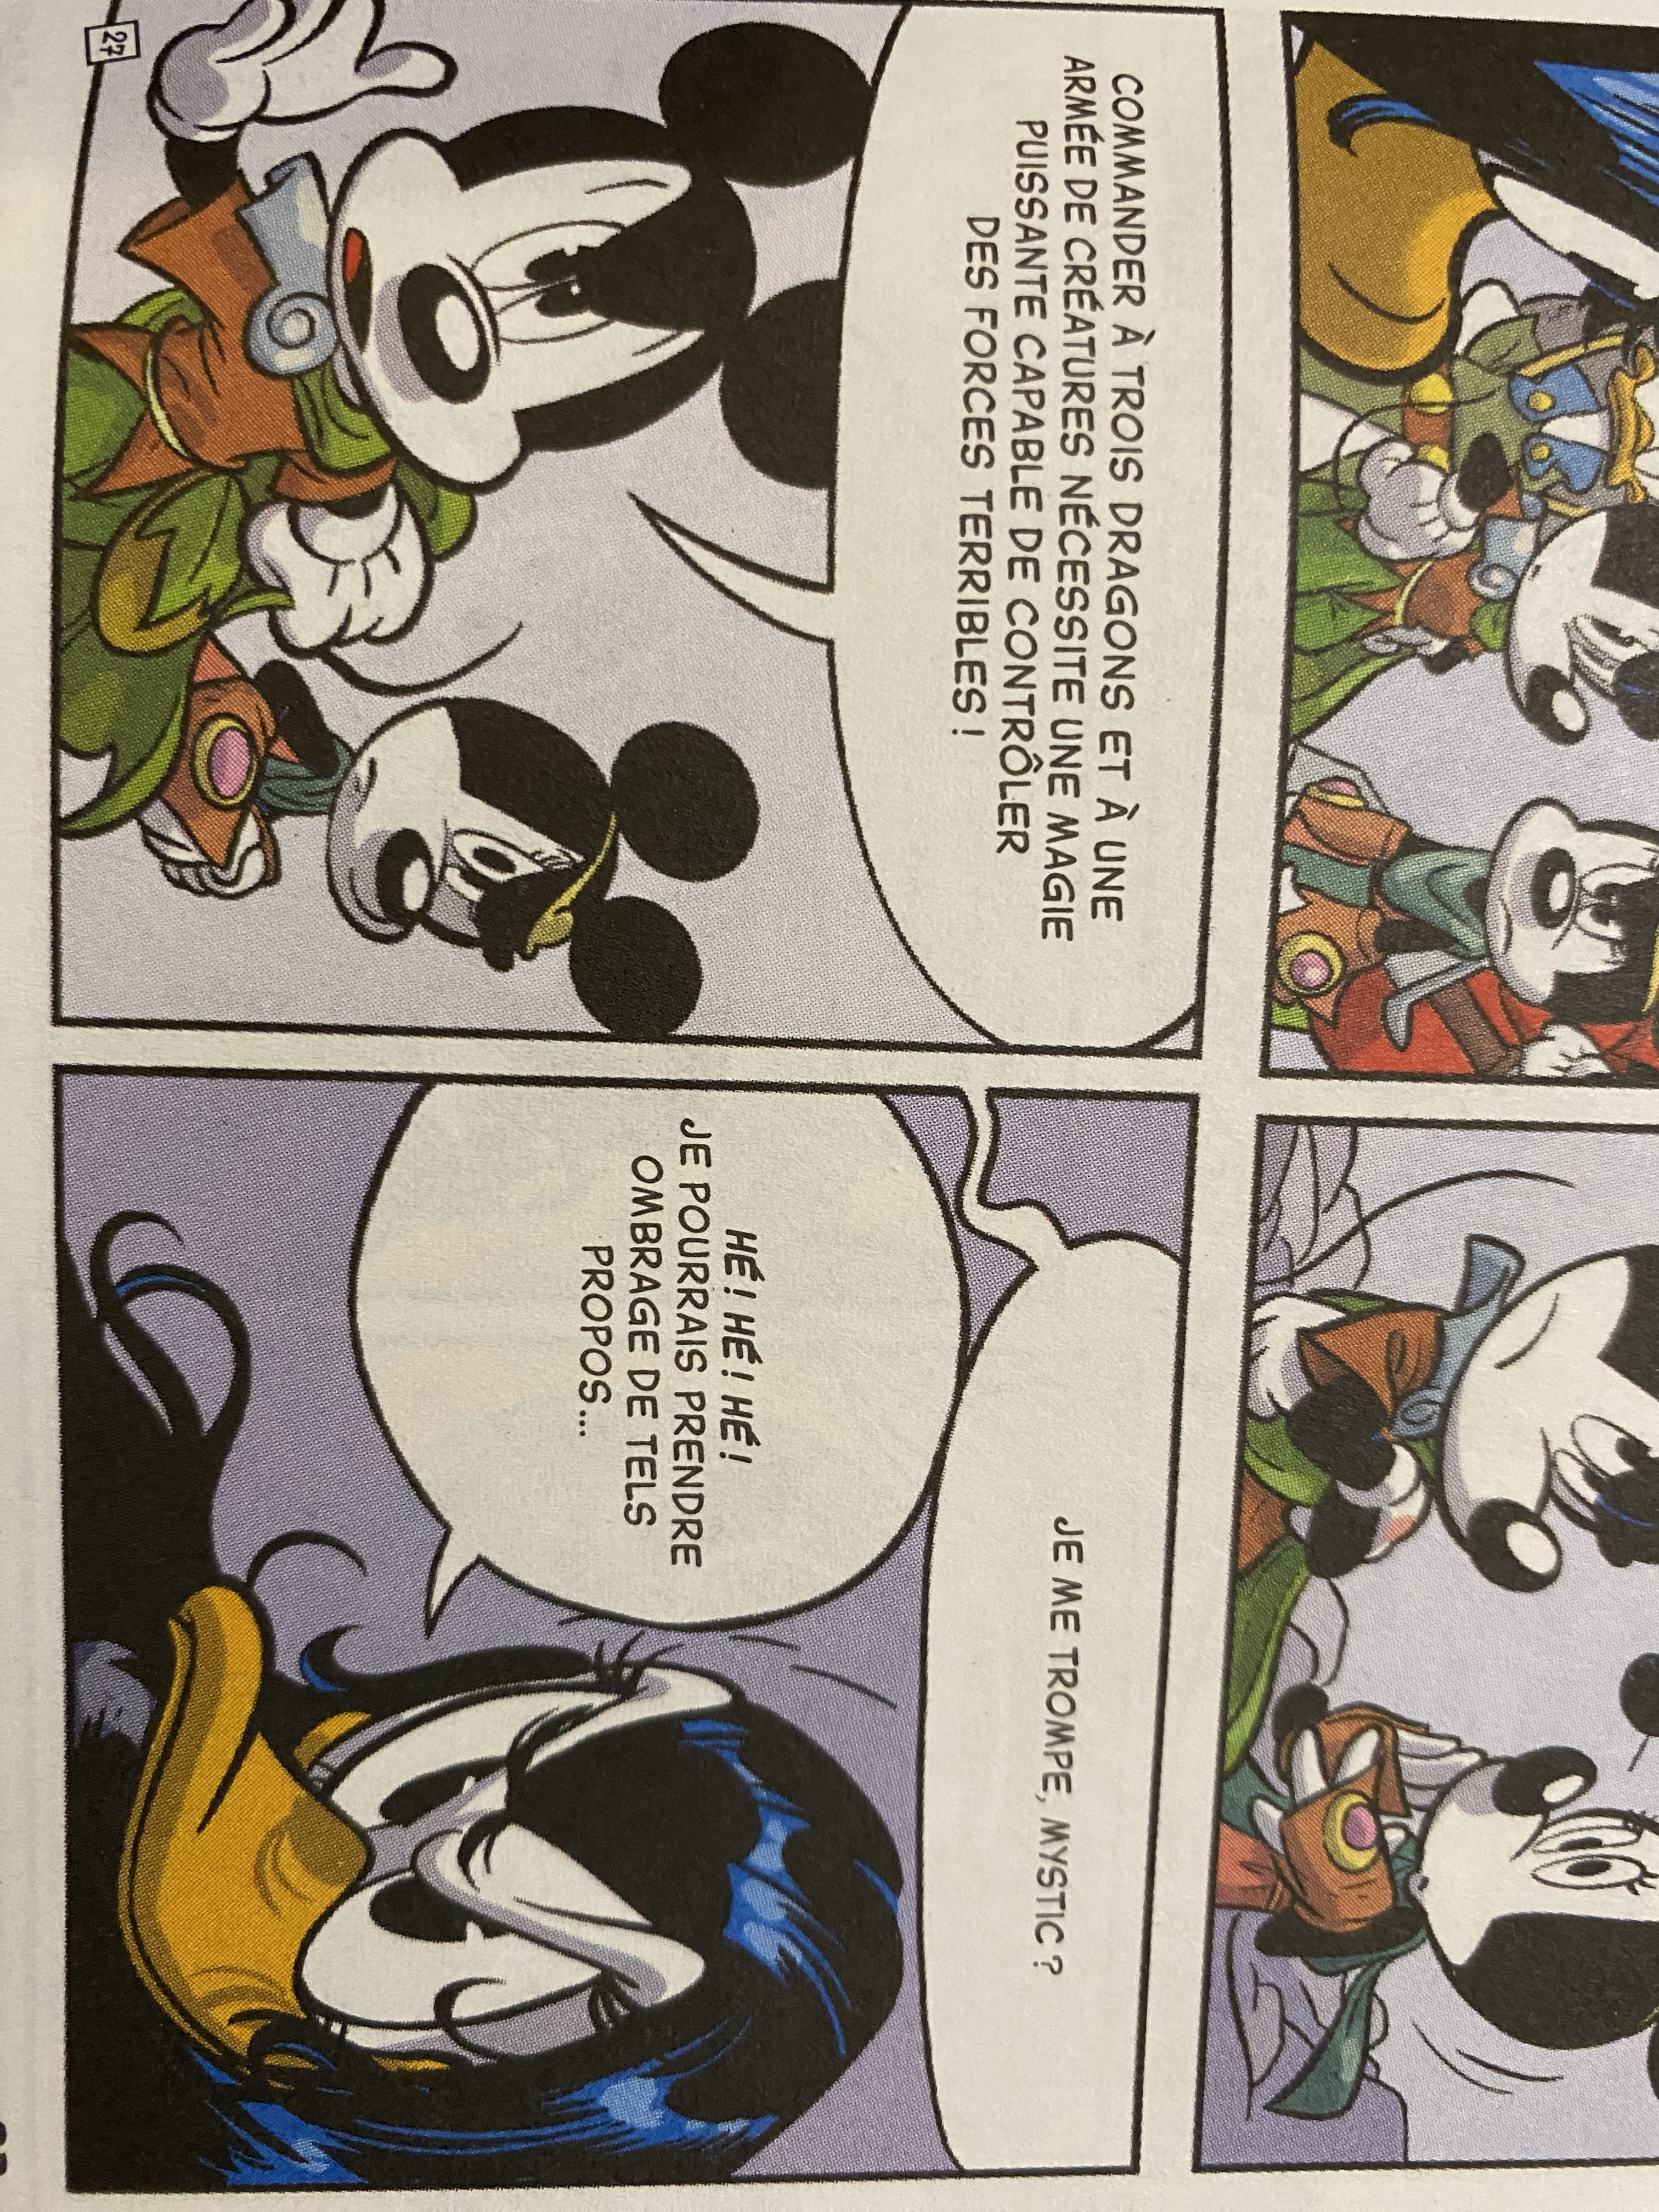 COMMANDER À TROIS DRAGONS ET À UNE
ARMÉE DE CRÉATURES NÉCESSITE UNE MAGIE
PUISSANTE CAPABLE DE CONTRÔLER
DES FORCES TERRIBLES !
JE ME TROMPE, MYSTIC ?
HÉ ! HÉ ! HÉ !
JE POURRAIS PRENDRE
OMBRAGE DE TELS
PROPOS...
27